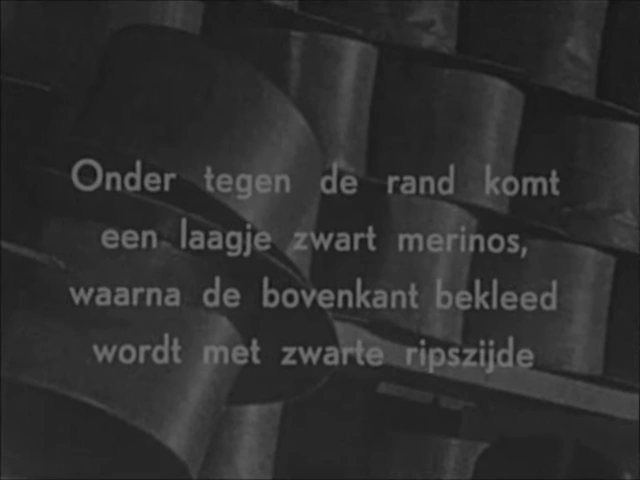 Onder tegen de rand komt
een laagje zwart merinos,
waarna de bovenkant bekleed
wordt met zwarte ripszijde